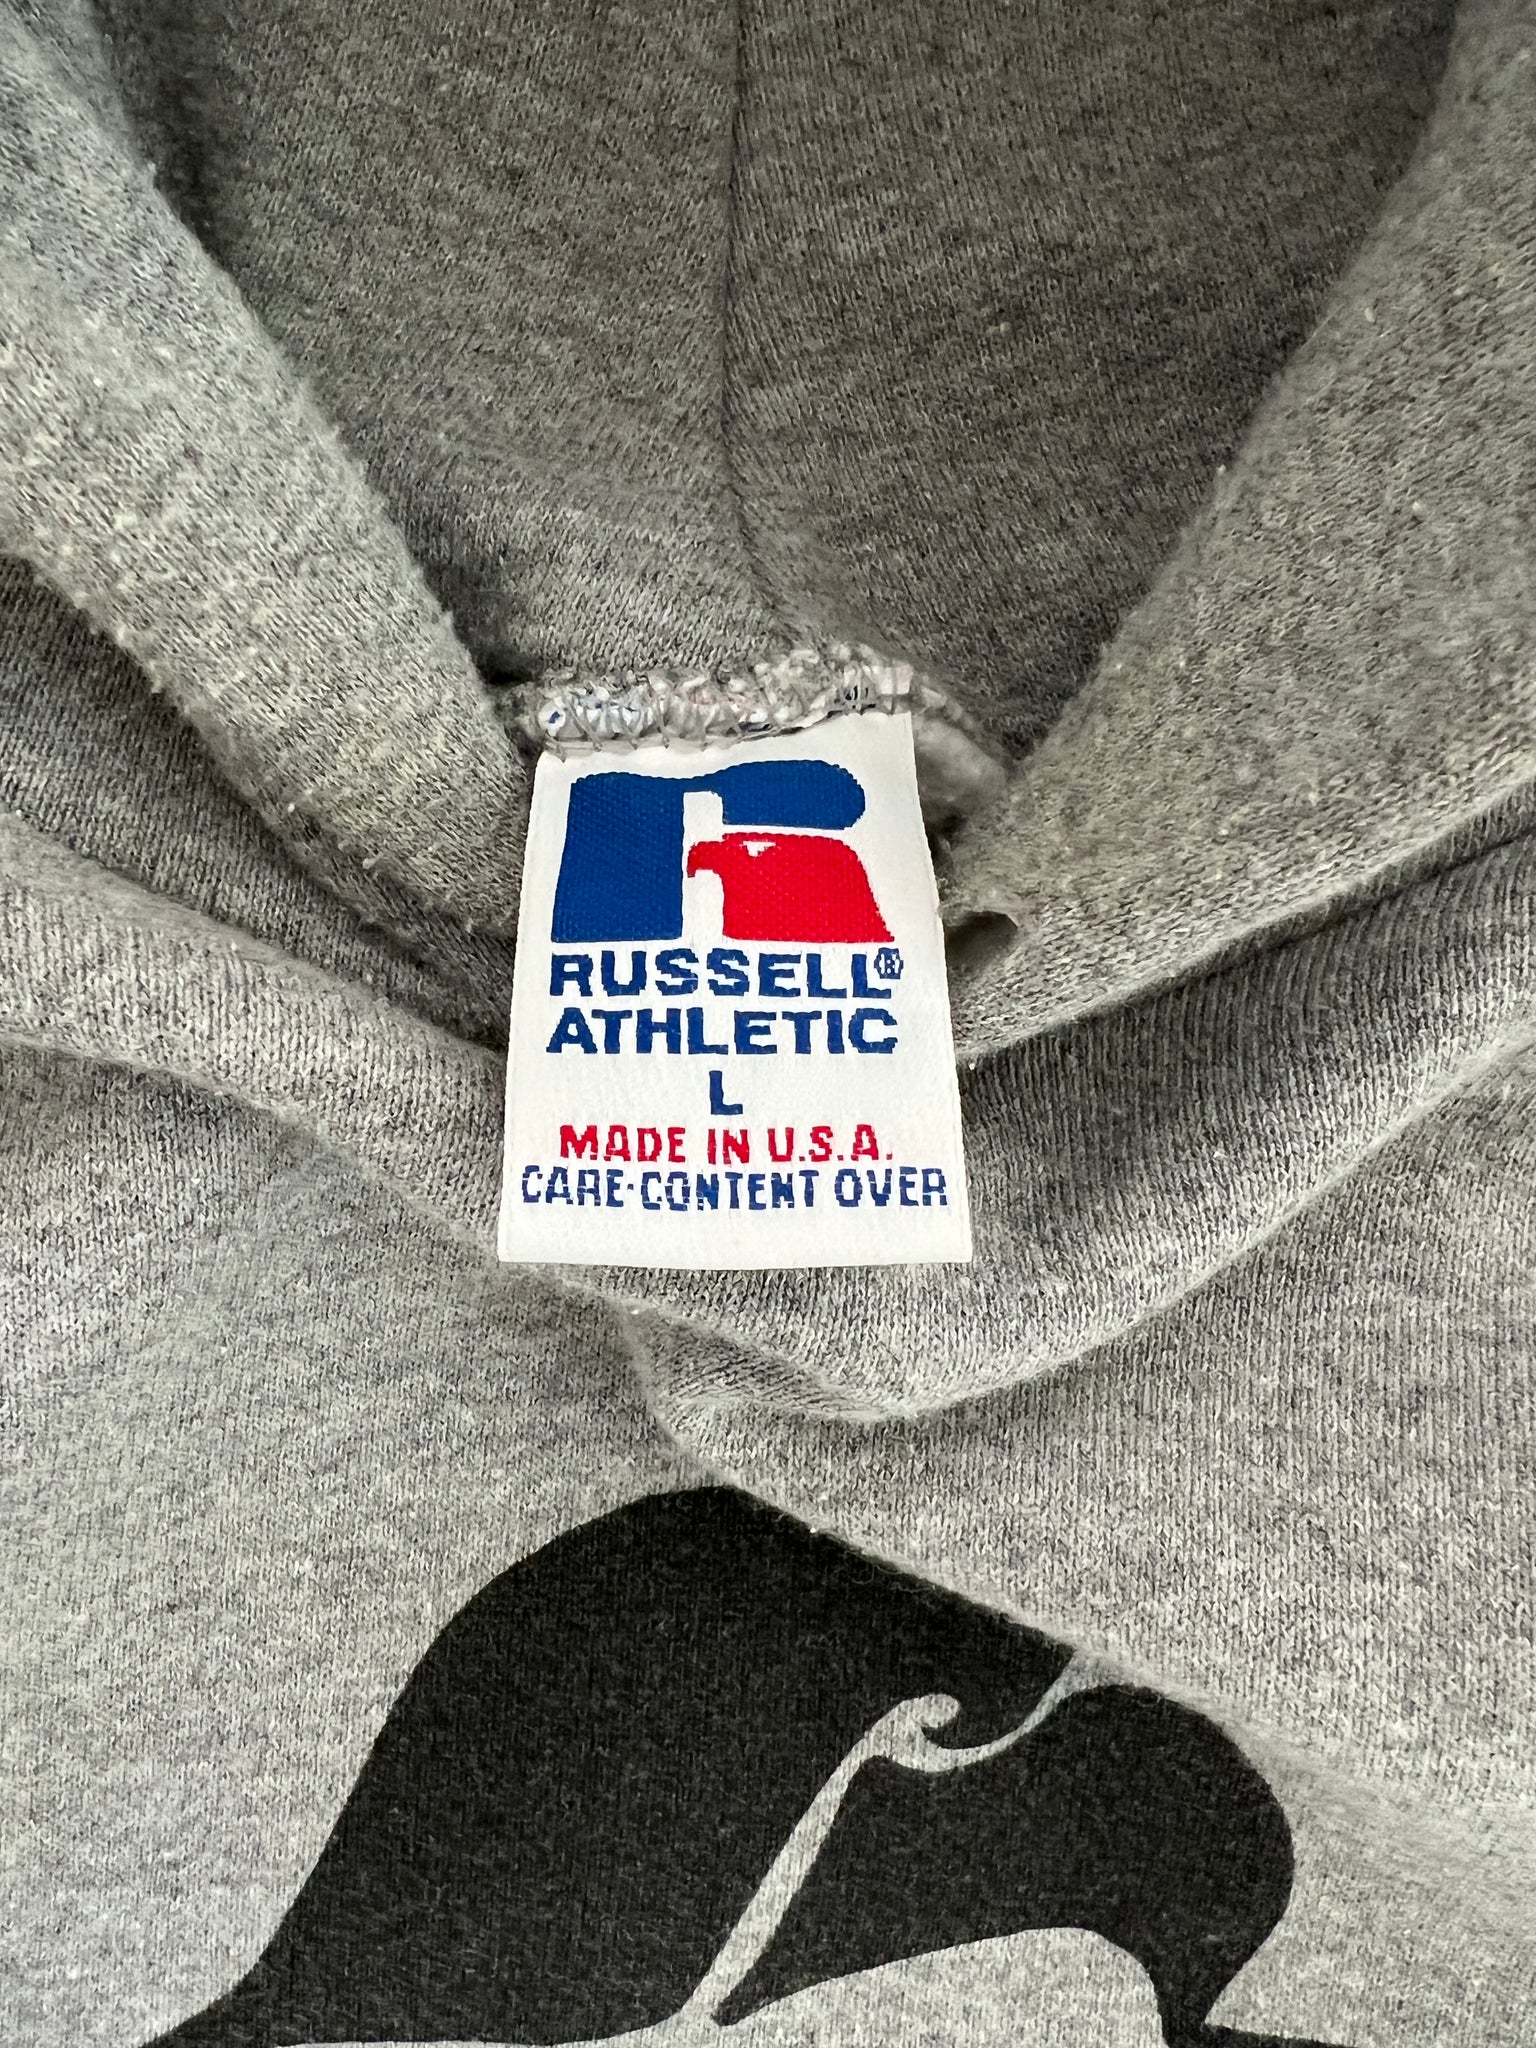 RUSSELL®
ATHLETIC
L
MADE IN U.S.A.
CARE·CONTENT OVER